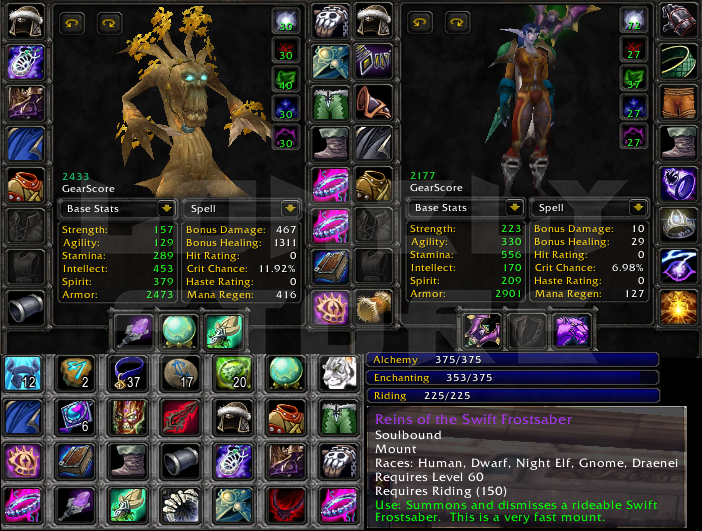 30
30
40
30
30
2433
GearScore
Base Stats
Spell
Strength: 157
Agility: 129
Stamina: 289
Intellect: 453
Spirit: 379
Armor: 2473
Bonus Damage: 467
Bonus Healing: 1311
Hit Rating: 0
Crit Chance: 11.92%
Haste Rating: 0
Mana Regen: 416
72
27
37
27
27
2177
GearScore
Base Stats
Spell
Strength: 223
Agility: 330
Stamina: 556
Intellect: 170
Spirit: 209
Armor: 2901
Bonus Damage: 10
Bonus Healing: 29
Hit Rating: 0
Crit Chance: 6.98%
Haste Rating: 0
Mana Regen: 127
12
2
37
17
20
6
Alchemy 375/375
Enchanting 353/375
Riding 225/225
Reins of the Swift Frostsaber
Soulbound
Mount
Races: Human, Dwarf, Night Elf, Gnome, Draenei
Requires Level 60
Requires Riding (150)
Use: Summons and dismisses a rideable Swift
Frostsaber. This is a very fast mount.